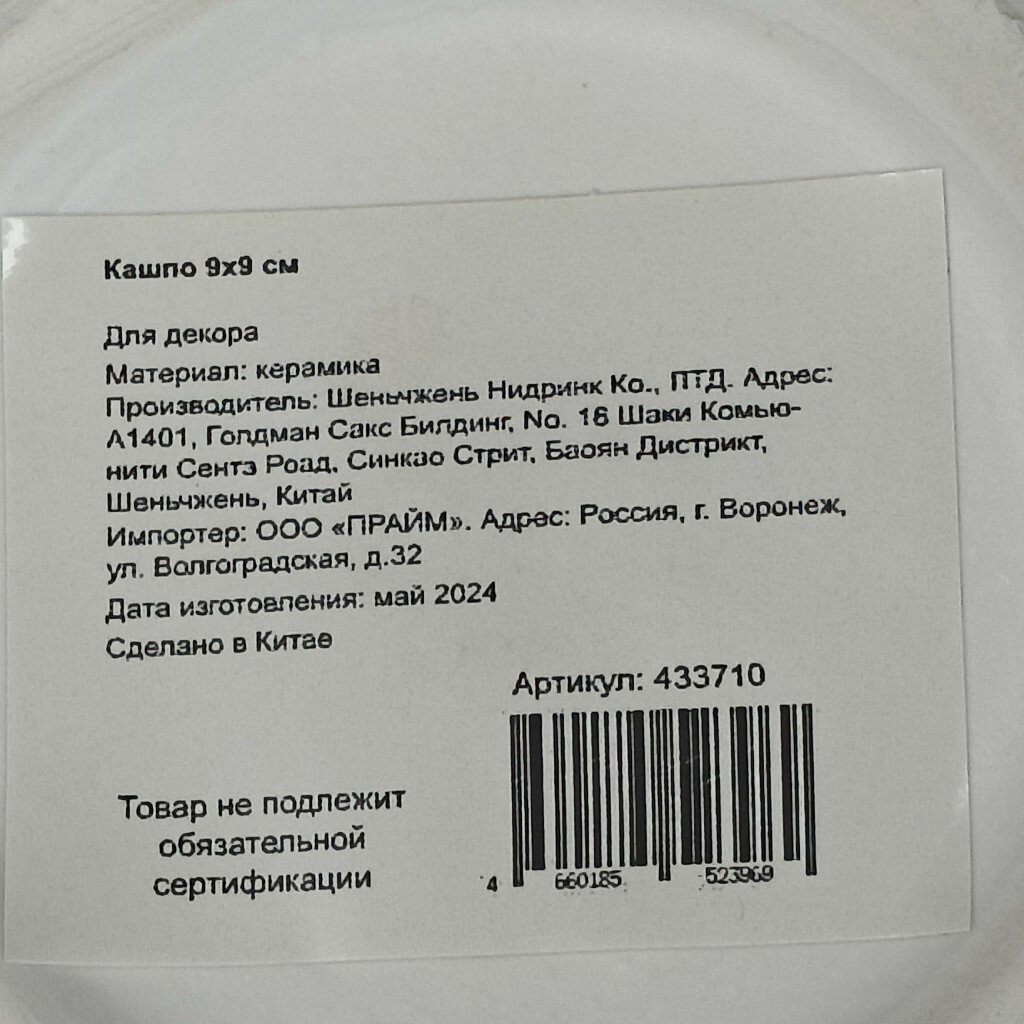 Кашпо 9х9 см
Для декора
Материал: керамика
Производитель: Шеньчжень Нидринк Ко., ПТД. Адрес:
А1401, Голдман Сакс Билдинг, No. 16 Шаки Комью-
нити Сентэ Роад, Синкао Стрит, Баоян Дистрикт,
Шеньчжень, Китай
Импортер: ООО «ПРАЙМ». Адрес: Россия, г. Воронеж,
ул. Волгоградская, д.32
Дата изготовления: май 2024
Сделано в Китае
Артикул: 433710
Товар не подлежит
обязательной
сертификации
4 660185 523969